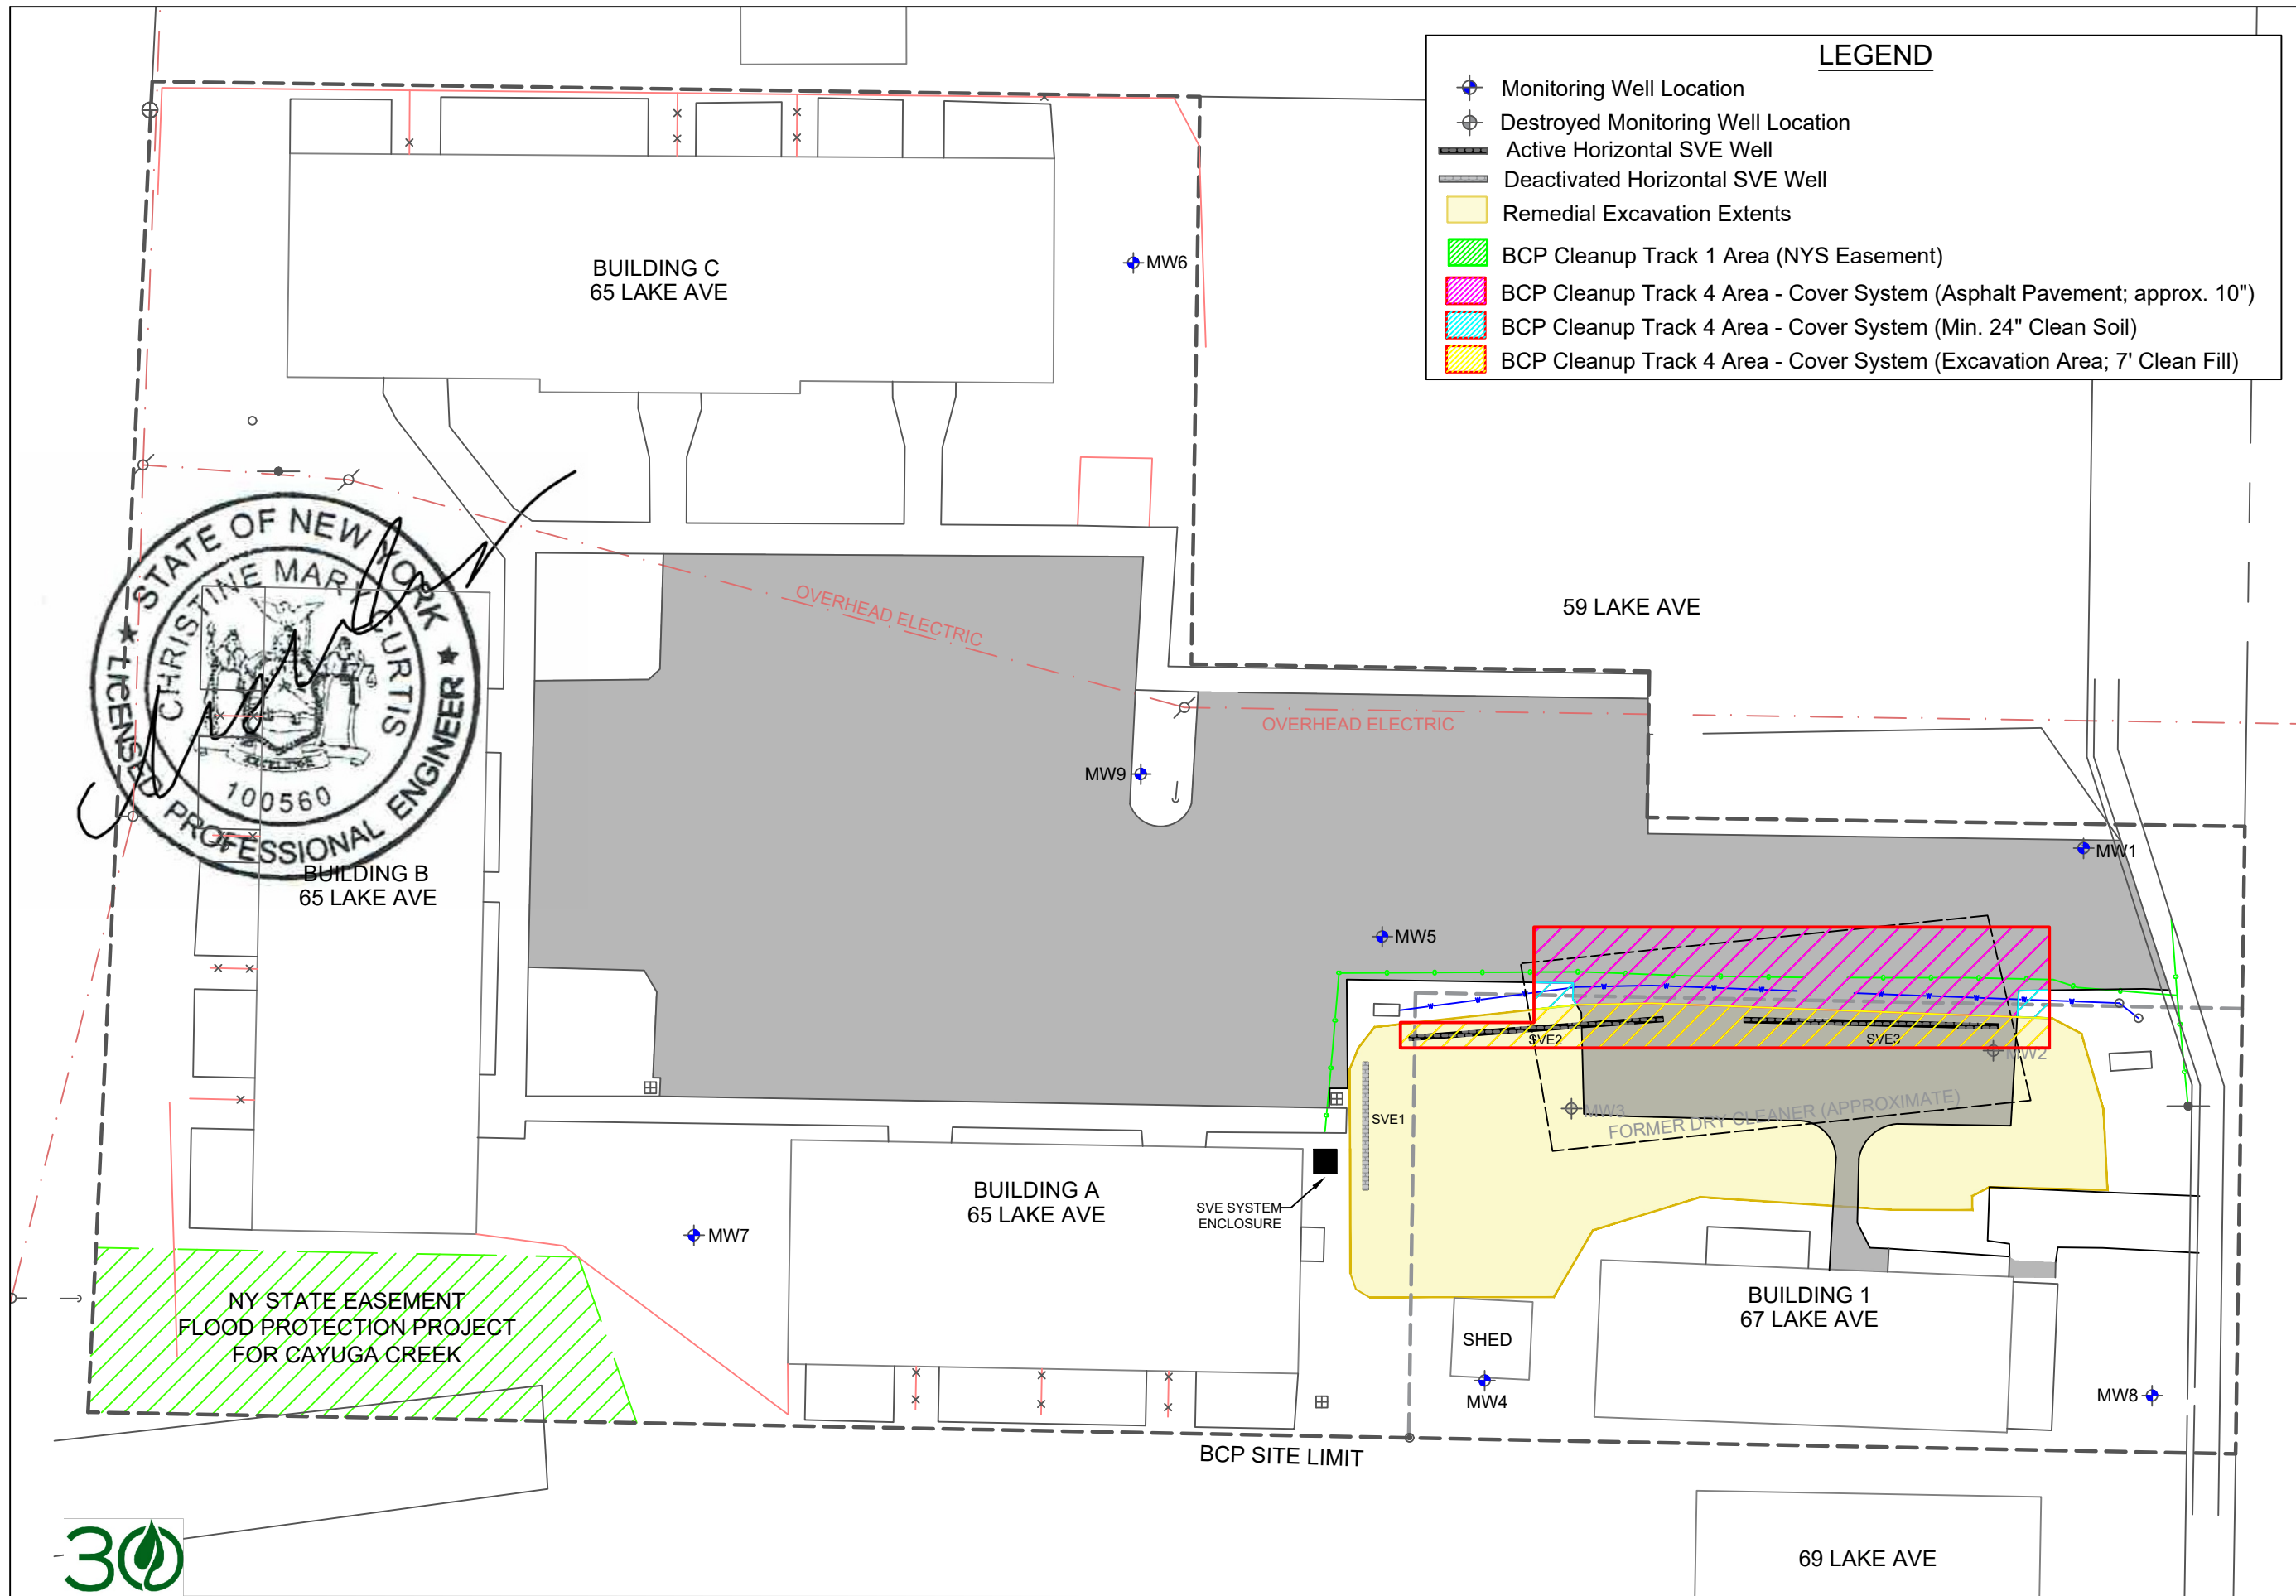 LEGEND
Monitoring Well Location
Destroyed Monitoring Well Location
Active Horizontal SVE Well
Deactivated Horizontal SVE Well
Remedial Excavation Extents
BCP Cleanup Track 1 Area (NYS Easement)
BCP Cleanup Track 4 Area - Cover System (Asphalt Pavement; approx. 10")
BCP Cleanup Track 4 Area - Cover System (Min. 24" Clean Soil)
BCP Cleanup Track 4 Area - Cover System (Excavation Area; 7' Clean Fill)
BUILDING C
65 LAKE AVE
MW6
STATE OF NEW YORK
CHRISTINE MARY CURTIS
EXCELSIOR
100560
LICENSED PROFESSIONAL ENGINEER
OVERHEAD ELECTRIC
59 LAKE AVE
OVERHEAD ELECTRIC
MW9
MW1
BUILDING B
65 LAKE AVE
MW5
SVE2
SVE3
MW2
MW3
SVE1
FORMER DRY CLEANER (APPROXIMATE)
BUILDING A
65 LAKE AVE
SVE SYSTEM
ENCLOSURE
MW7
NY STATE EASEMENT
FLOOD PROTECTION PROJECT
FOR CAYUGA CREEK
BUILDING 1
67 LAKE AVE
SHED
MW4
MW8
BCP SITE LIMIT
69 LAKE AVE
30